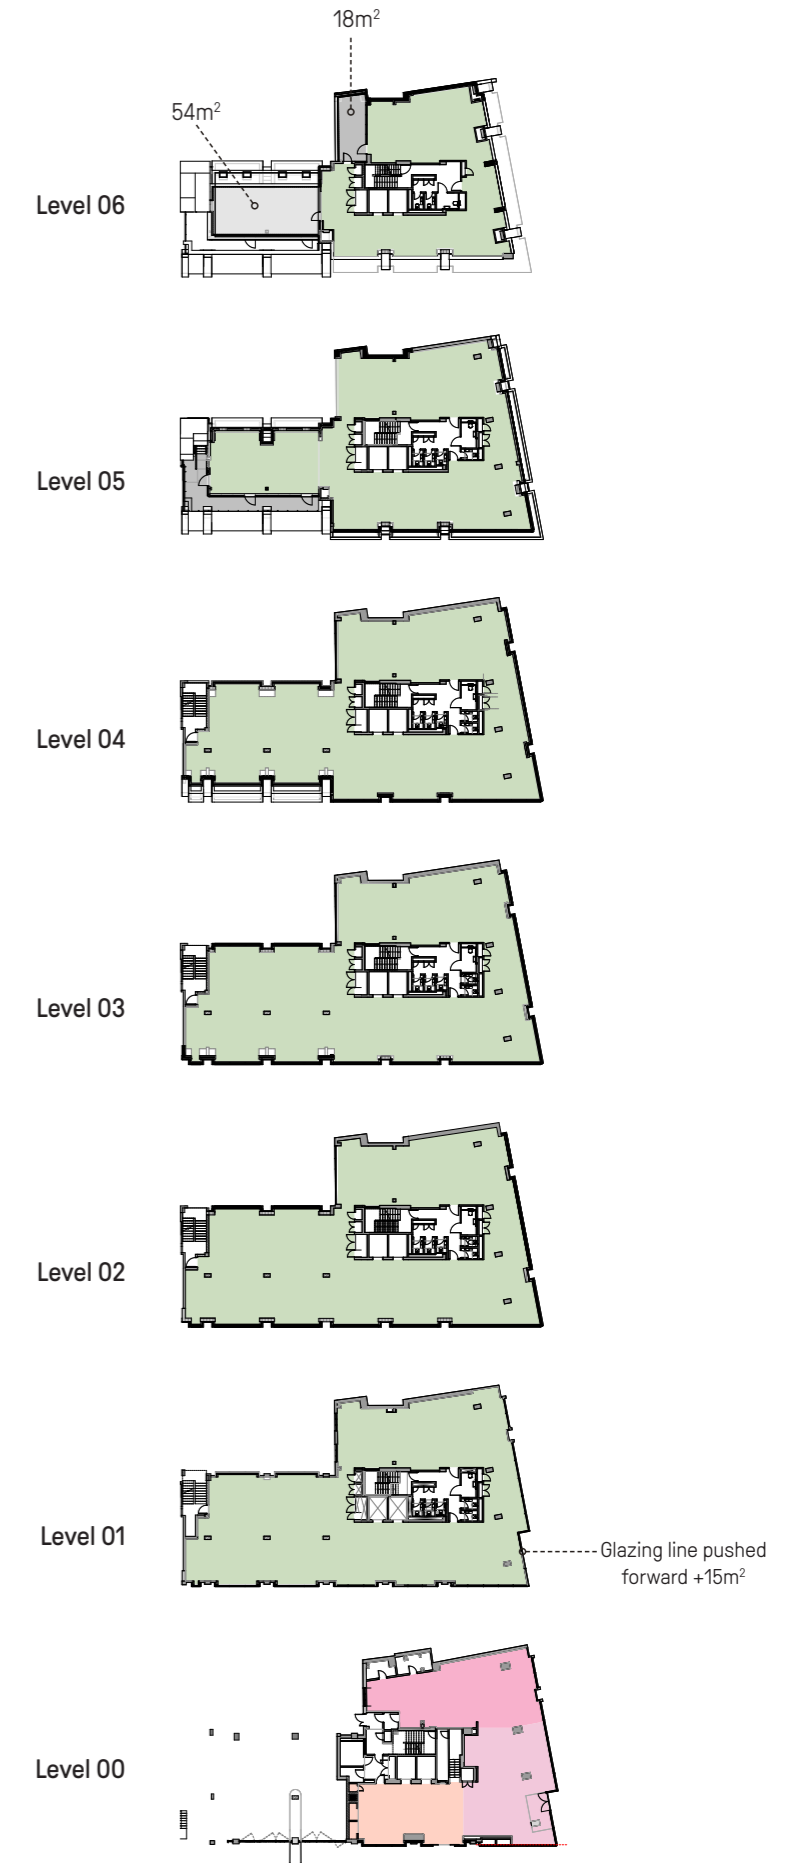 18m²
54m²
Level 06
Level 05
Level 04
Level 03
Level 02
Level 01
Glazing line pushed
forward +15m²
Level 00